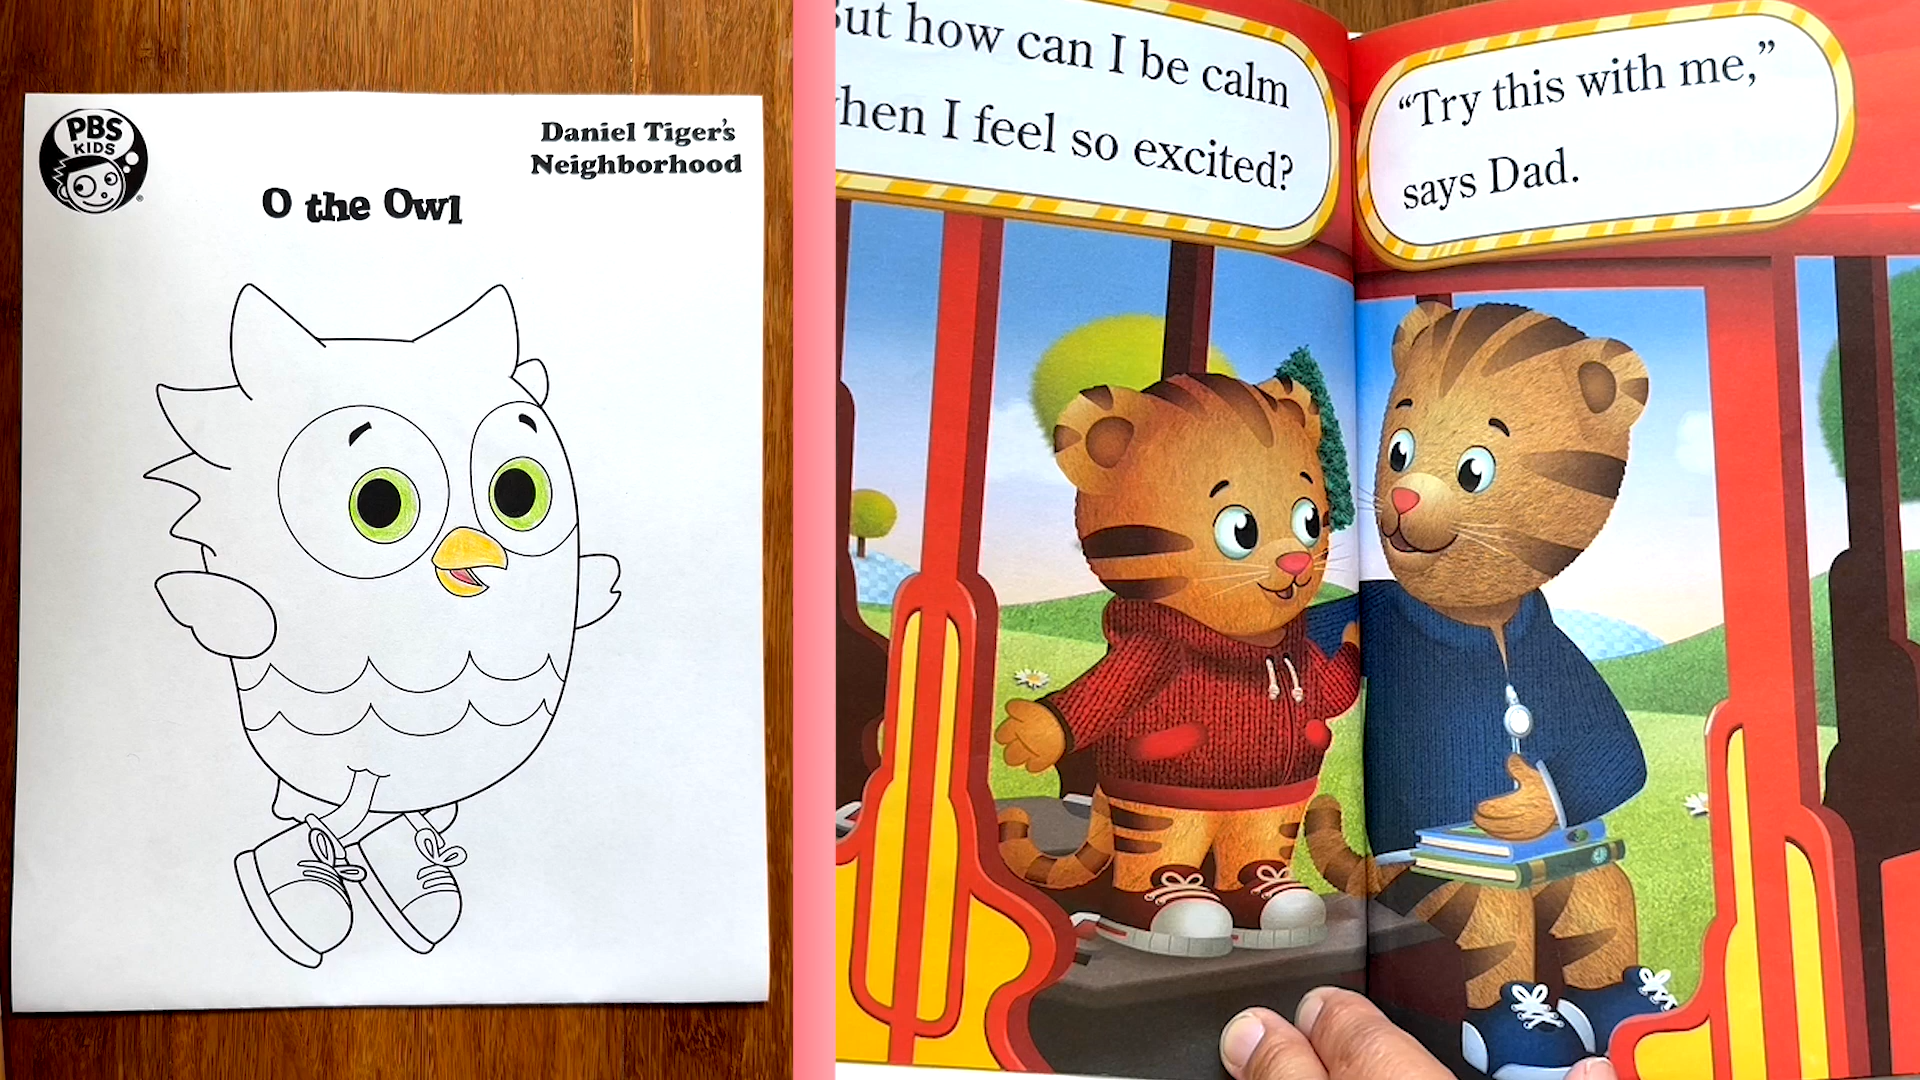 PBS
KIDS
Daniel Tiger's
Neighborhood
O the Owl
how can I be calm
I feel so excited?
“Try this with me,”
says Dad.